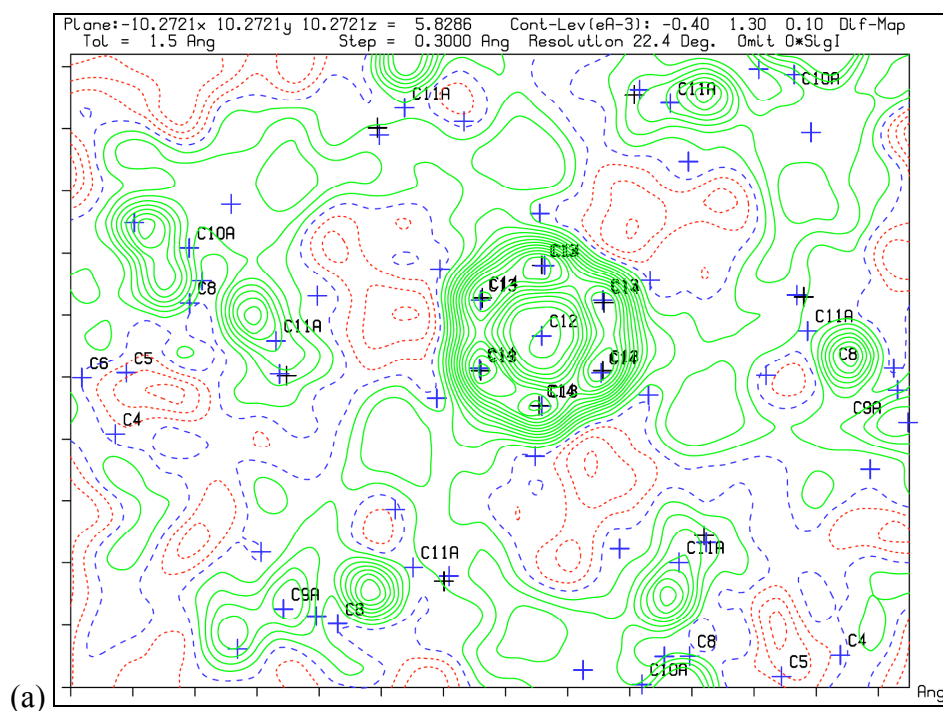 Plane:-10.2721x 10.2721y 10.2721z = 5.8286 Cont-Lev(eA-3): -0.40 1.30 0.10 Dif-Map
Tol = 1.5 Ang Step = 0.3000 Ang Resolution 22.4 Deg. Omit 0*SigI
C10A
C11A
C11A
C10A
C13
C8
C13
C14
C11A
C12
C11A
C8
C6
C5
C9A
C4
C14
C11A
C11A
C9A
C8
C8
C4
C10A
C5
(a)
Ang